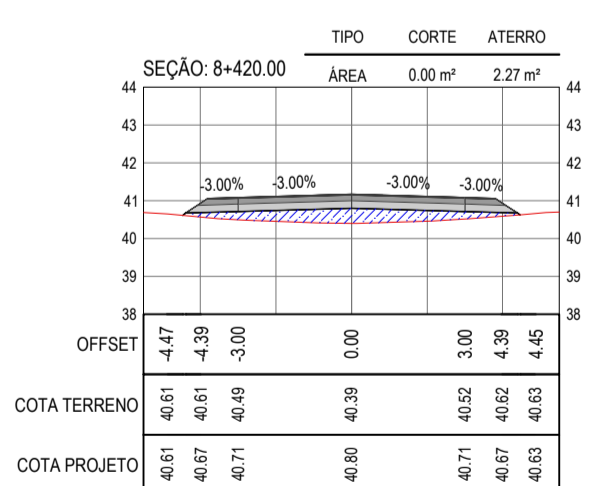 TIPO CORTE ATERRO
SEÇÃO: 8+420.00 ÁREA 0.00 m² 2.27 m²
44 44
43 43
42 42
-3.00% -3.00% -3.00% -3.00%
41 41
40 40
39 39
38 38
OFFSET -4.47 -4.39 -3.00 0.00 3.00 4.39 4.45
COTA TERRENO 40.61 40.61 40.49 40.39 40.52 40.62 40.63
COTA PROJETO 40.61 40.67 40.71 40.80 40.71 40.67 40.63